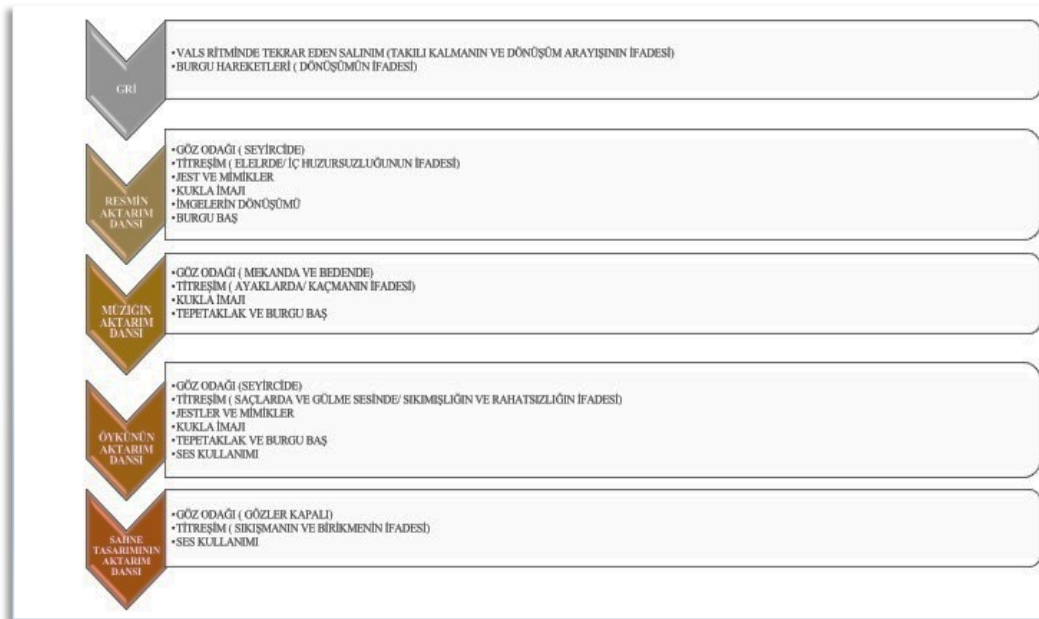 GRİ
•VALS RİTMİNDE TEKRAR EDEN SALINIM (TAKILI KALMANIN VE DÖNÜŞÜM ARAYIŞININ İFADESİ)
•BURGU HAREKETLERİ ( DÖNÜŞÜMÜN İFADESİ)
RESMİN
AKTARIM
DANSI
•GÖZ ODAĞI ( SEYİRCİDE)
•TİTREŞİM ( ELELRDE/ İÇ HUZURSUZLUĞUNUN İFADESİ)
•JEST VE MİMİKLER
•KUKLA İMAJI
•İMGELERİN DÖNÜŞÜMÜ
•BURGU BAŞ
MÜZİĞİN
AKTARIM
DANSI
•GÖZ ODAĞI ( MEKANDA VE BEDENDE)
•TİTREŞİM ( AYAKLARDA/ KAÇMANIN İFADESİ)
•KUKLA İMAJI
•TEPETAKLAK VE BURGU BAŞ
ÖYKÜNÜN
AKTARIM
DANSI
•GÖZ ODAĞI (SEYİRCİDE)
•TİTREŞİM ( SAÇLARDA VE GÜLME SESİNDE/ SIKIMIŞLIĞIN VE RAHATSIZLIĞIN İFADESİ)
•JESTLER VE MİMİKLER
•KUKLA İMAJI
•TEPETAKLAK VE BURGU BAŞ
•SES KULLANIMI
SAHNE
TASARIMININ
AKTARIM
DANSI
•GÖZ ODAĞI ( GÖZLER KAPALI)
•TİTREŞİM ( SIKIŞMANIN VE BİRİKMENİN İFADESİ)
•SES KULLANIMI